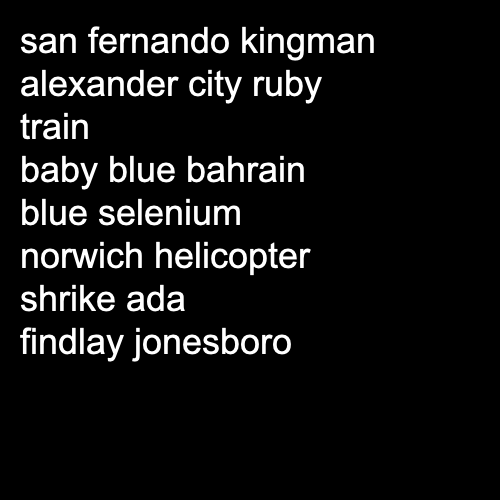 san fernando kingman
alexander city ruby
train
baby blue bahrain
blue selenium
norwich helicopter
shrike ada
findlay jonesboro